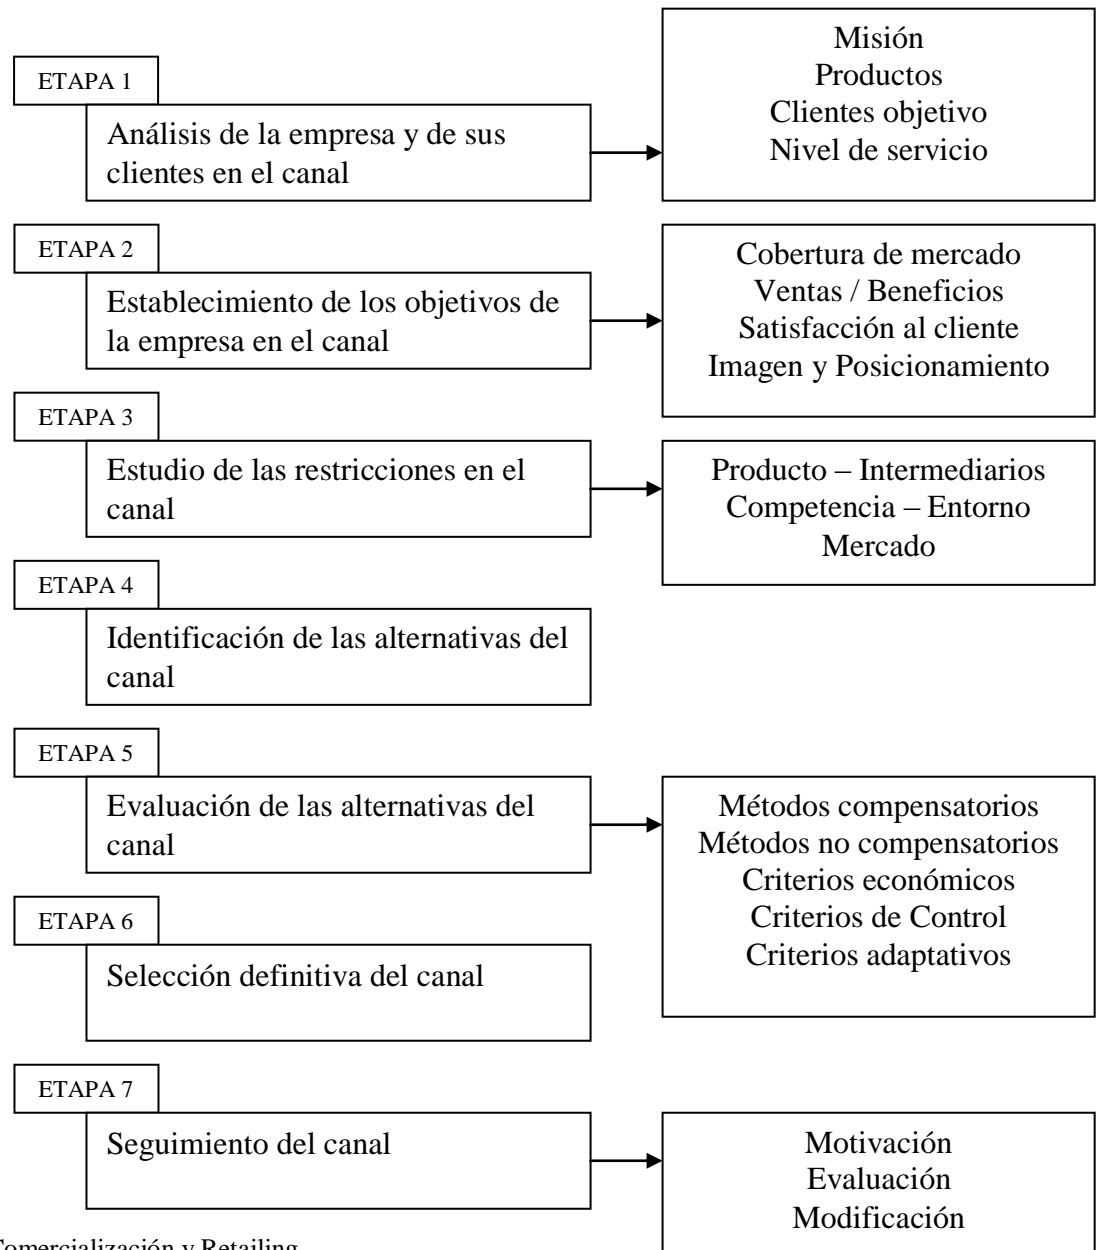 ETAPA 1
Análisis de la empresa y de sus
clientes en el canal
Misión
Productos
Clientes objetivo
Nivel de servicio
ETAPA 2
Establecimiento de los objetivos de
la empresa en el canal
Cobertura de mercado
Ventas / Beneficios
Satisfacción al cliente
Imagen y Posicionamiento
ETAPA 3
Estudio de las restricciones en el
canal
Producto – Intermediarios
Competencia – Entorno
Mercado
ETAPA 4
Identificación de las alternativas del
canal
ETAPA 5
Evaluación de las alternativas del
canal
Métodos compensatorios
Métodos no compensatorios
Criterios económicos
Criterios de Control
Criterios adaptativos
ETAPA 6
Selección definitiva del canal
ETAPA 7
Seguimiento del canal
Motivación
Evaluación
Modificación
Comercialización y Retailing